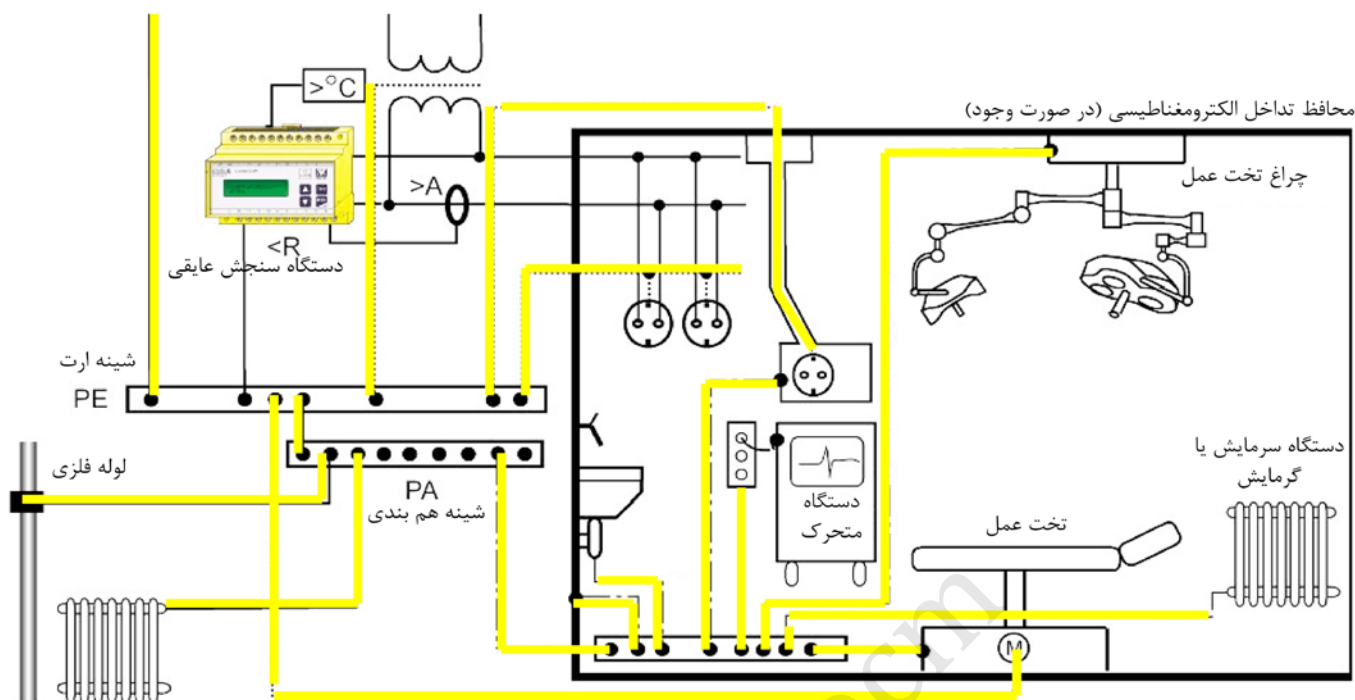 >°C
محافظ تداخل الکترومغناطیسی (در صورت وجود)
چراغ تخت عمل
>A
<R
دستگاه سنجش عایقی
شینه ارت
PE
لوله فلزی
PA
شینه هم بندی
دستگاه
متحرک
تخت عمل
دستگاه سرمایش یا
گرمایش
M